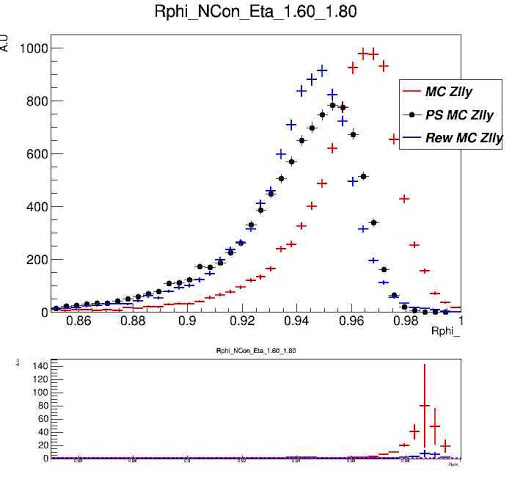 Rphi_NCon_Eta_1.60_1.80
A.U
1000
800
600
400
200
0
MC Zlly
PS MC Zlly
Rew MC Zlly
0.86 0.88 0.9 0.92 0.94 0.96 0.98 1
Rphi_
Rphi_NCon_Eta_1.60_1.80
A.U
140
120
100
80
60
40
20
0
Rphi_